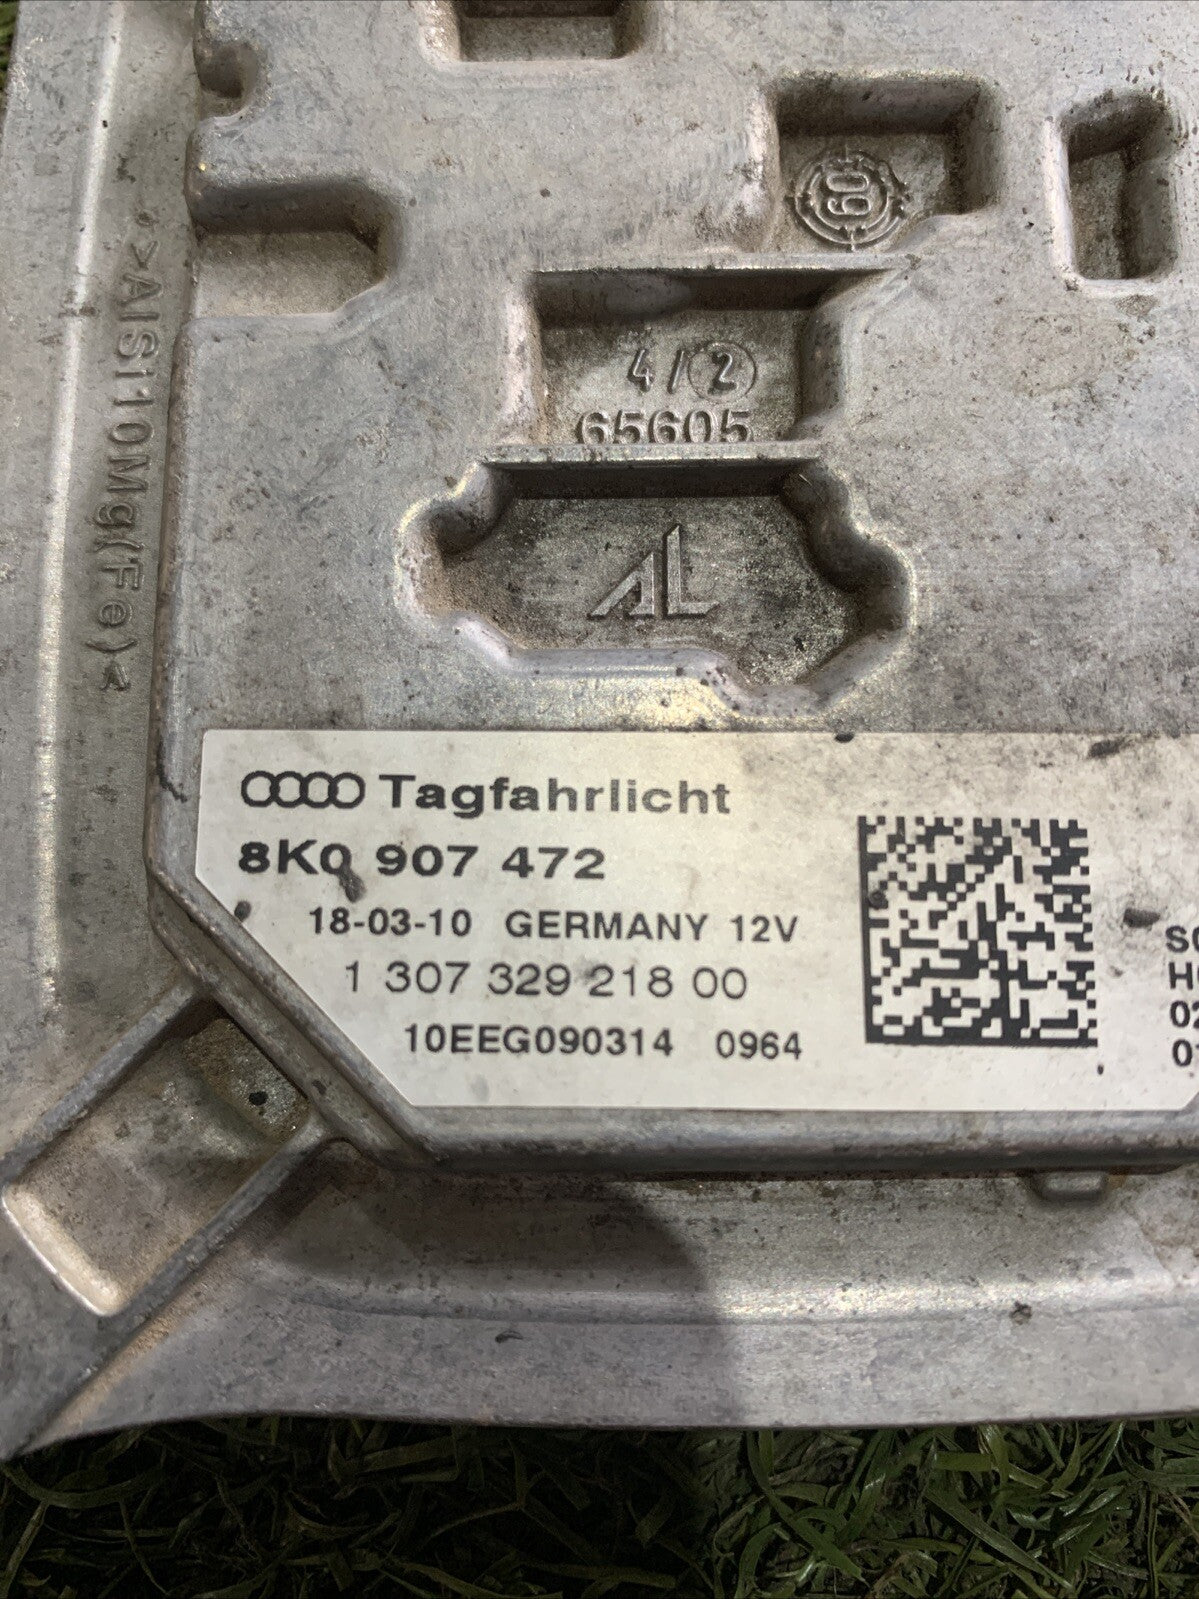 60
>AlSi10Mg(Fe)<
4/2
65605
AL
Tagfahrlicht
8K0 907 472
18-03-10 GERMANY 12V
1 307 329 218 00
10EEG090314 0964